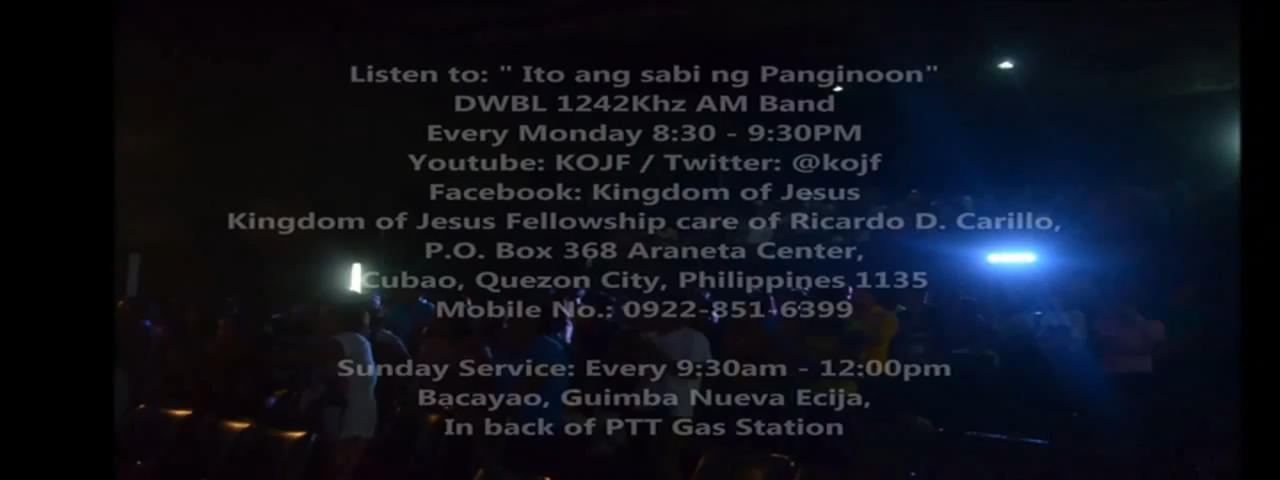 Listen to: " Ito ang sabi ng Panginoon"
DWBL 1242Khz AM Band
Every Monday 8:30 - 9:30PM
Youtube: KOJF / Twitter: @kojf
Facebook: Kingdom of Jesus
Kingdom of Jesus Fellowship care of Ricardo D. Carillo,
P.O. Box 368 Araneta Center,
Cubao, Quezon City, Philippines 1135
Mobile No.: 0922-851-6399
Sunday Service: Every 9:30am - 12:00pm
Bacayao, Guimba Nueva Ecija,
In back of PTT Gas Station